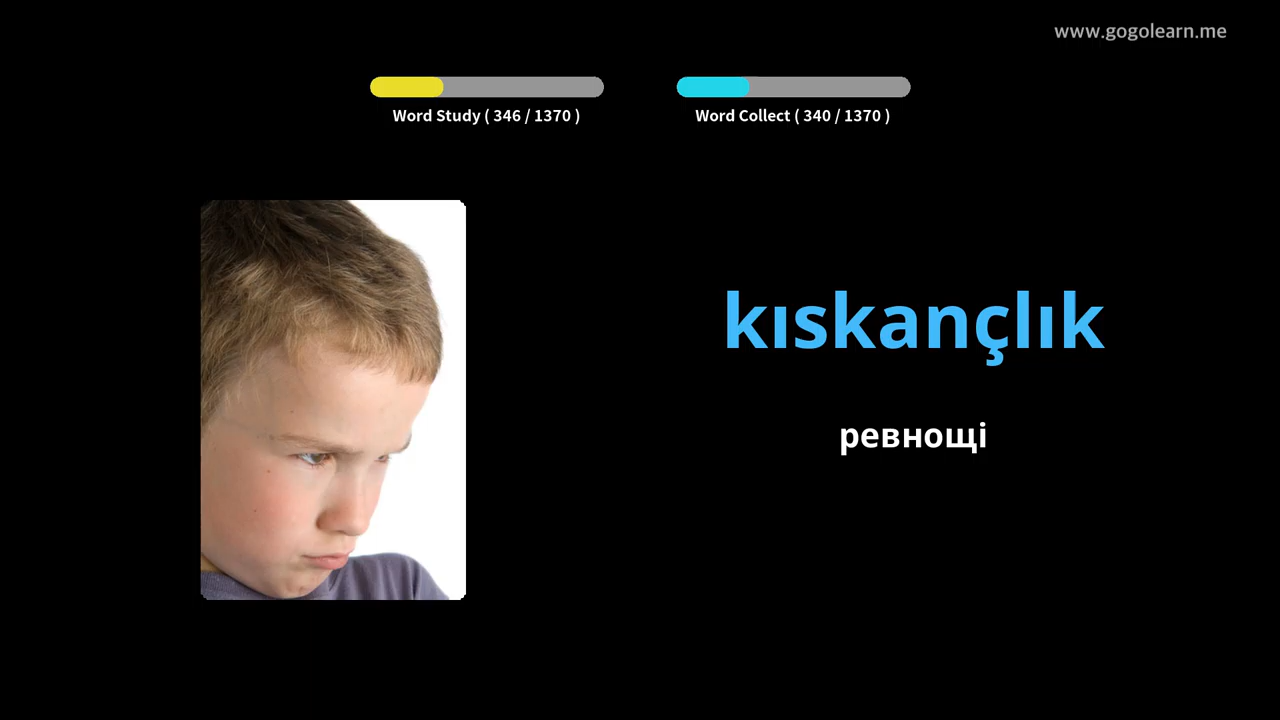 www.gogolearn.me
Word Study ( 346 / 1370 )
Word Collect ( 340 / 1370 )
kıskançlık
ревнощі